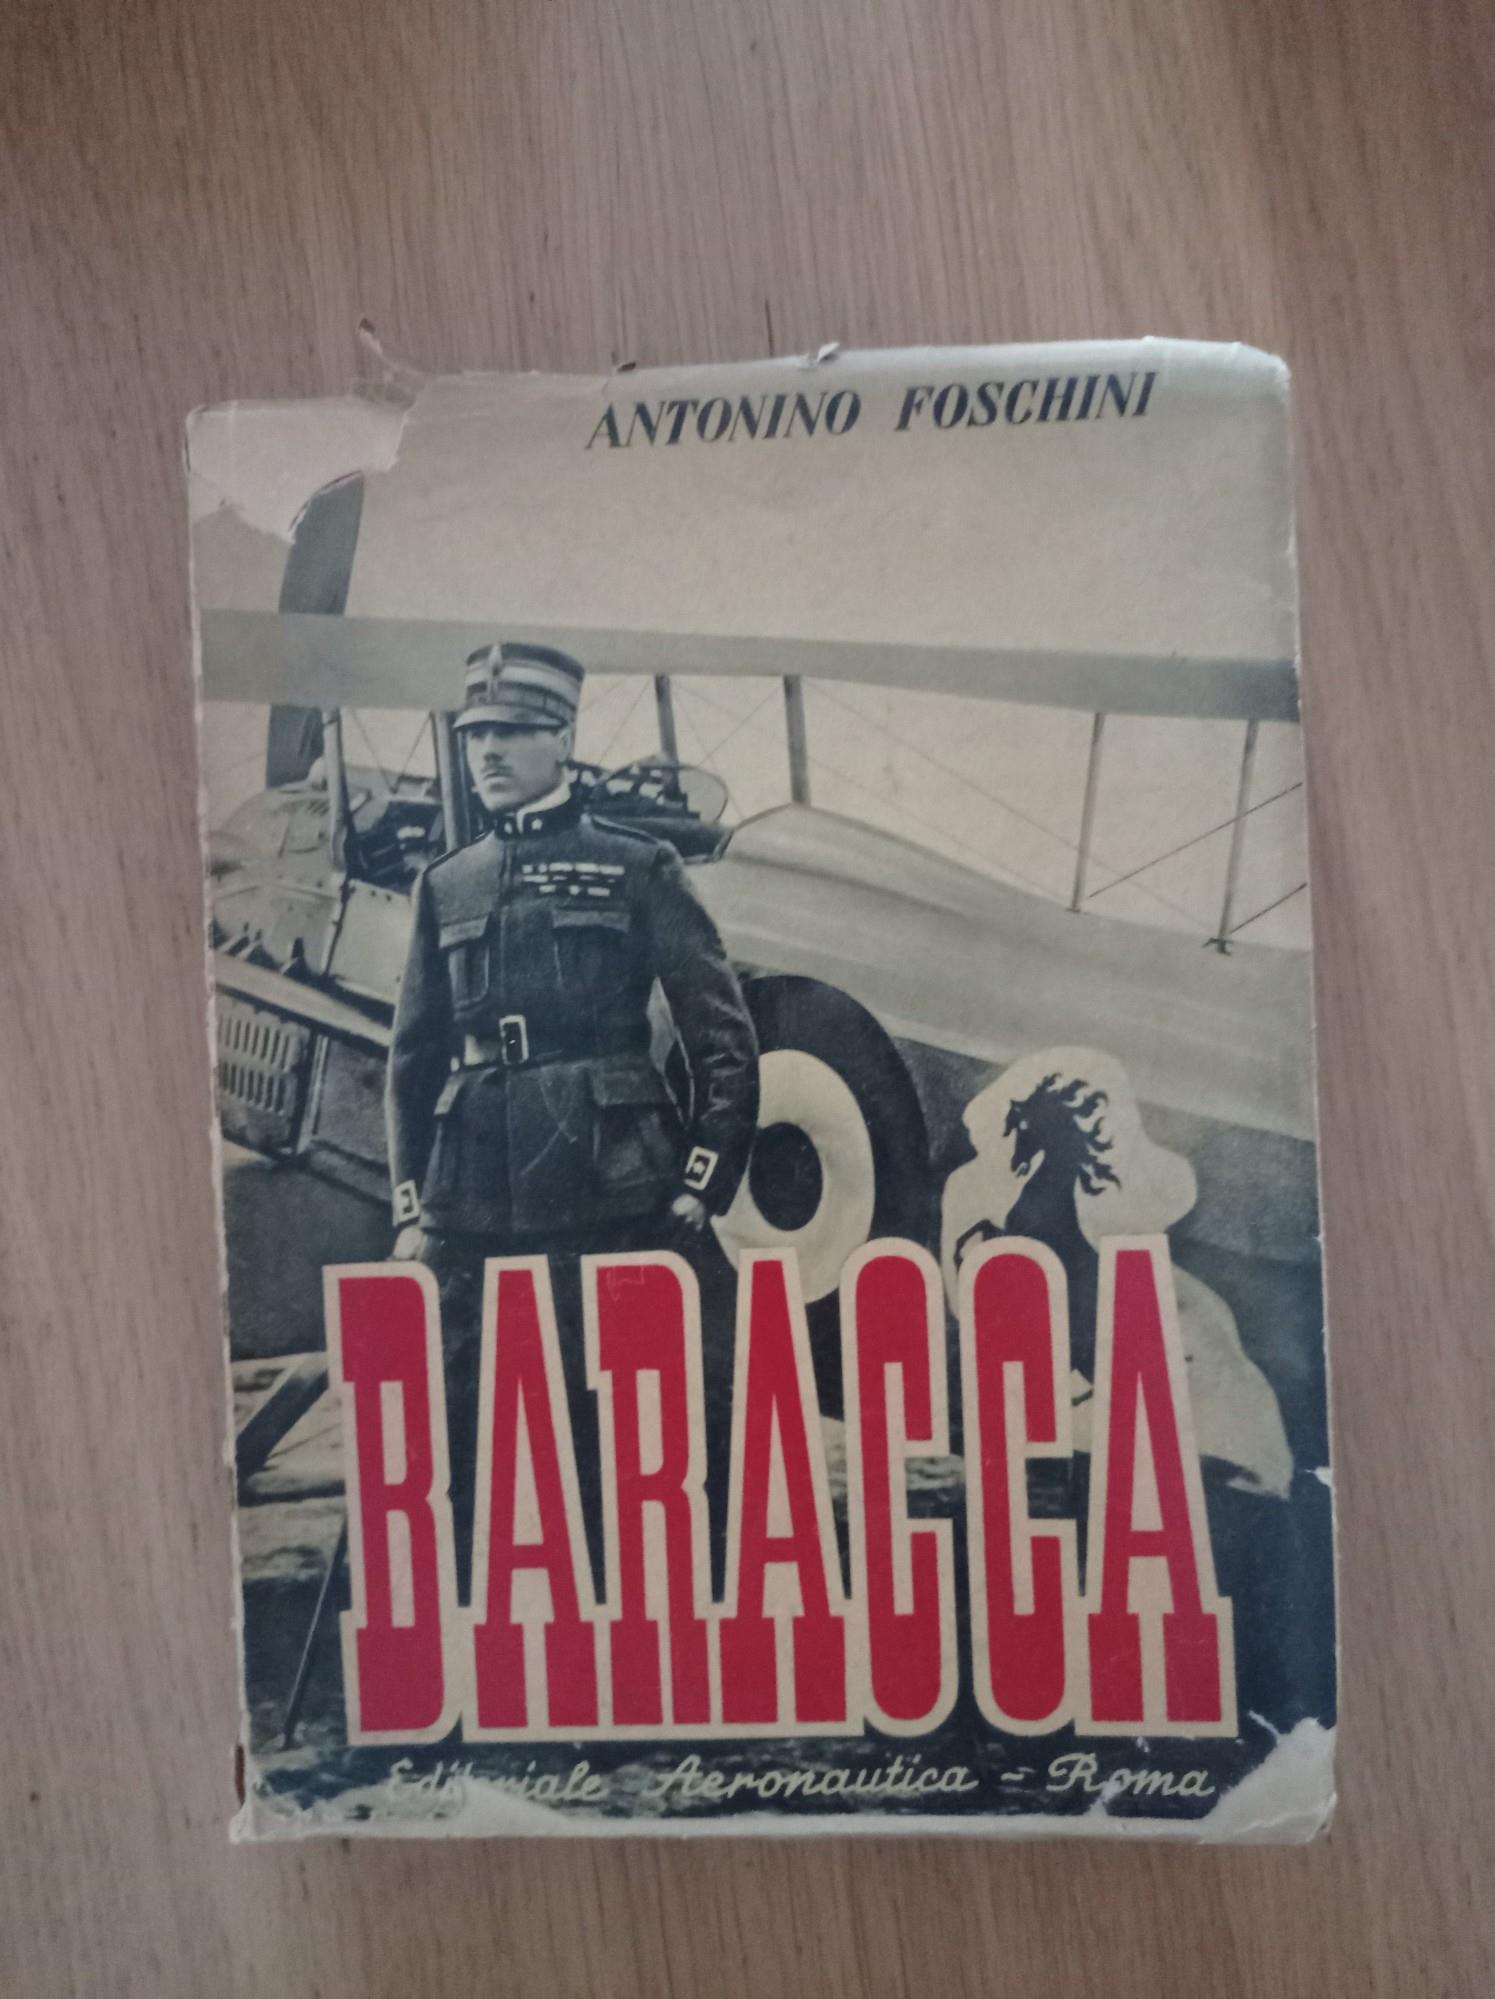 ANTONINO FOSCHINI
BARACCA
Editoriale Aeronautica - Roma